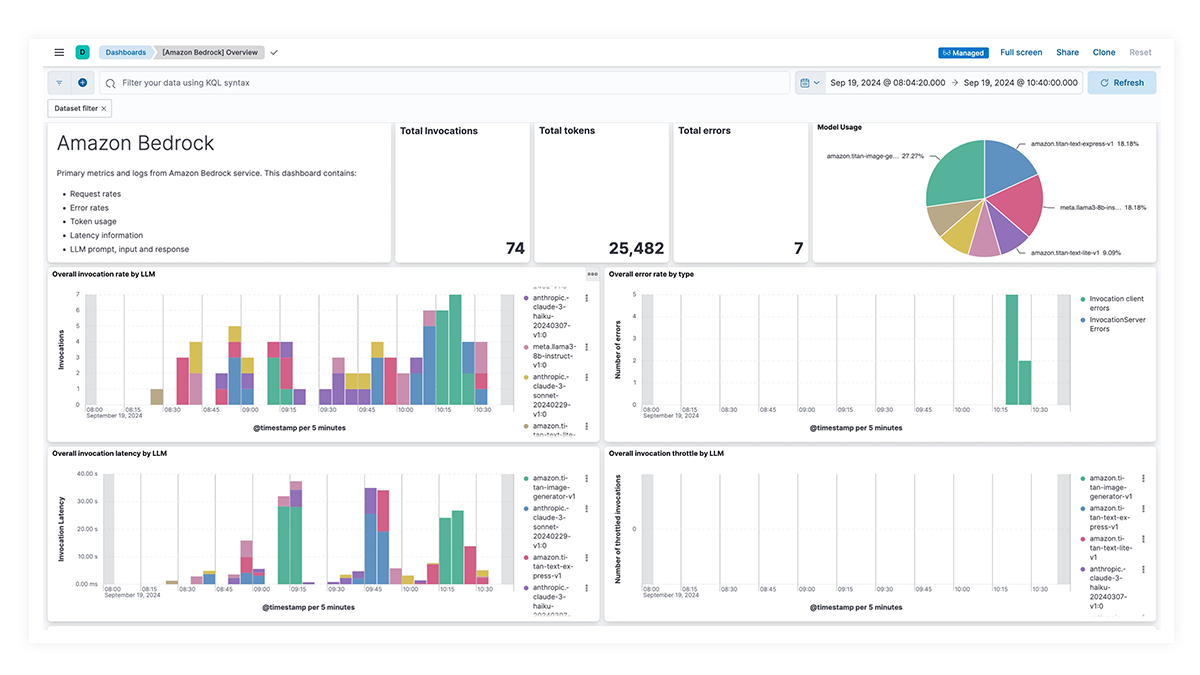 D
Dashboards
[Amazon Bedrock] Overview
Managed
Full screen
Share
Clone
Reset
Filter your data using KQL syntax
Sep 19, 2024 @ 08:04:20.000
Sep 19, 2024 @ 10:40:00.000
Refresh
Dataset filter ×
Amazon Bedrock
Primary metrics and logs from Amazon Bedrock service. This dashboard contains:
• Request rates
• Error rates
• Token usage
• Latency information
• LLM prompt, input and response
Total Invocations
74
Total tokens
25,482
Total errors
7
Model Usage
amazon.titan-text-express-v1 18.18%
amazon.titan-image-ge... 27.27%
meta.llama3-8b-ins... 18.18%
amazon.titan-text-lite-v1 9.09%
Overall invocation rate by LLM
Invocations
7
6
5
4
3
2
1
0
08:00
08:15
08:30
08:45
09:00
09:15
09:30
09:45
10:00
10:15
10:30
September 19, 2024
@timestamp per 5 minutes
anthropic.-
claude-3-
haiku-
20240307-
v1:0
meta.llama3-
8b-instruct-
v1:0
anthropic.-
claude-3-
sonnet-
20240229-
v1:0
amazon.ti-
tan-text-lite-
Overall error rate by type
Number of errors
5
4
3
2
1
0
08:00
08:15
08:30
08:45
09:00
09:15
09:30
09:45
10:00
10:15
10:30
September 19, 2024
@timestamp per 5 minutes
Invocation client
errors
InvocationServer
Errors
Overall invocation latency by LLM
Invocation Latency
40.00 s
30.00 s
20.00 s
10.00 s
0.00 ms
08:00
08:15
08:30
08:45
09:00
09:15
09:30
09:45
10:00
10:15
10:30
September 19, 2024
@timestamp per 5 minutes
amazon.ti-
tan-image-
generator-v1
anthropic.-
claude-3-
sonnet-
20240229-
v1:0
amazon.ti-
tan-text-ex-
press-v1
anthropic.-
claude-3-
haiku-
20240307-
Overall invocation throttle by LLM
Number of throttled invocations
0
08:00
08:15
08:30
08:45
09:00
09:15
09:30
09:45
10:00
10:15
10:30
September 19, 2024
@timestamp per 5 minutes
amazon.ti-
tan-image-
generator-v1
amazon.ti-
tan-text-ex-
press-v1
amazon.ti-
tan-text-lite-
v1
anthropic.-
claude-3-
haiku-
20240307-
v1:0